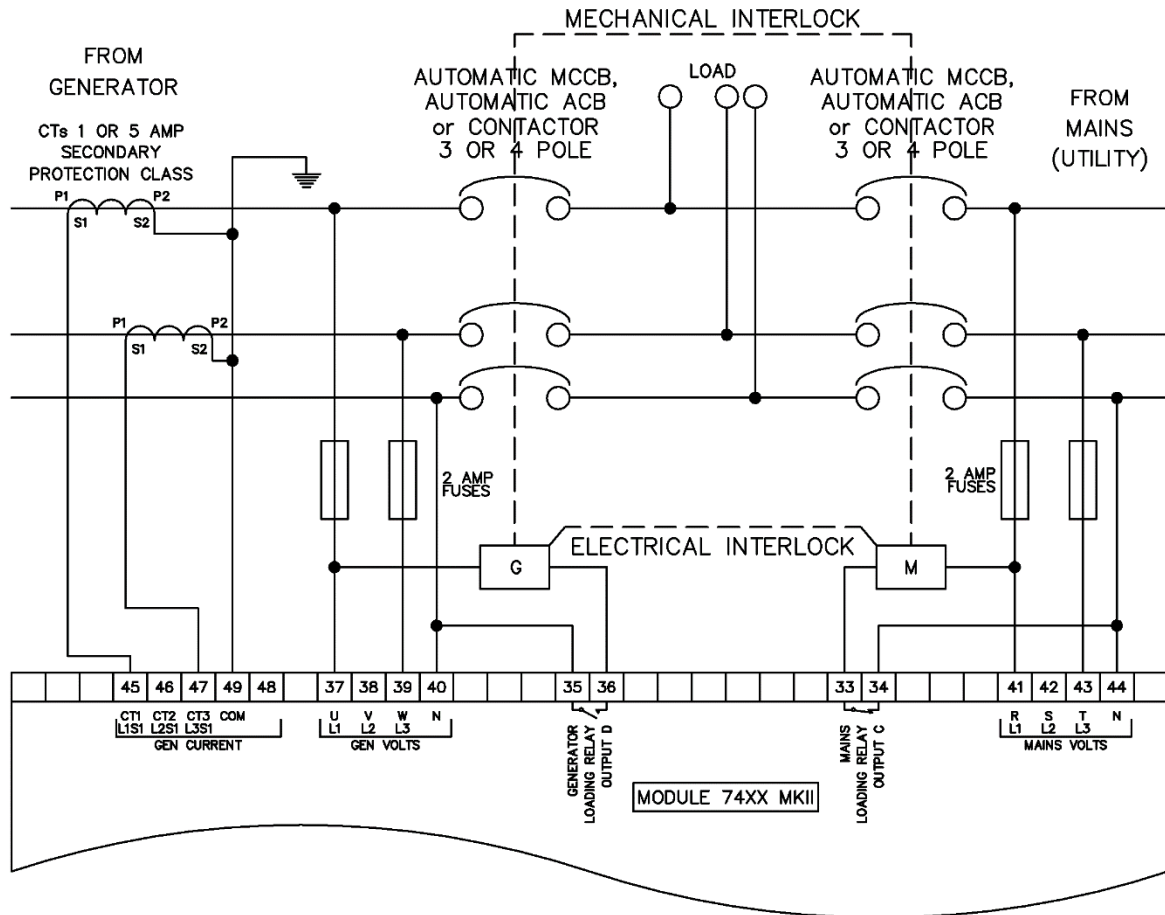 MECHANICAL INTERLOCK
FROM
GENERATOR
CTs 1 OR 5 AMP
SECONDARY
PROTECTION CLASS
AUTOMATIC MCCB,
AUTOMATIC ACB
or CONTACTOR
3 OR 4 POLE
LOAD
AUTOMATIC MCCB,
AUTOMATIC ACB
or CONTACTOR
3 OR 4 POLE
FROM
MAINS
(UTILITY)
P1 P2
S1 S2
P1 P2
S1 S2
2 AMP
FUSES
2 AMP
FUSES
ELECTRICAL INTERLOCK
G
M
45 46 47 49 48 37 38 39 40 35 36 33 34 41 42 43 44
CT1 CT2 CT3 COM
L1S1 L2S1 L3S1
GEN CURRENT
U V W N
L1 L2 L3
GEN VOLTS
GENERATOR
LOADING RELAY
OUTPUT D
MAINS
LOADING RELAY
OUTPUT C
R S T N
L1 L2 L3
MAINS VOLTS
MODULE 74XX MKII